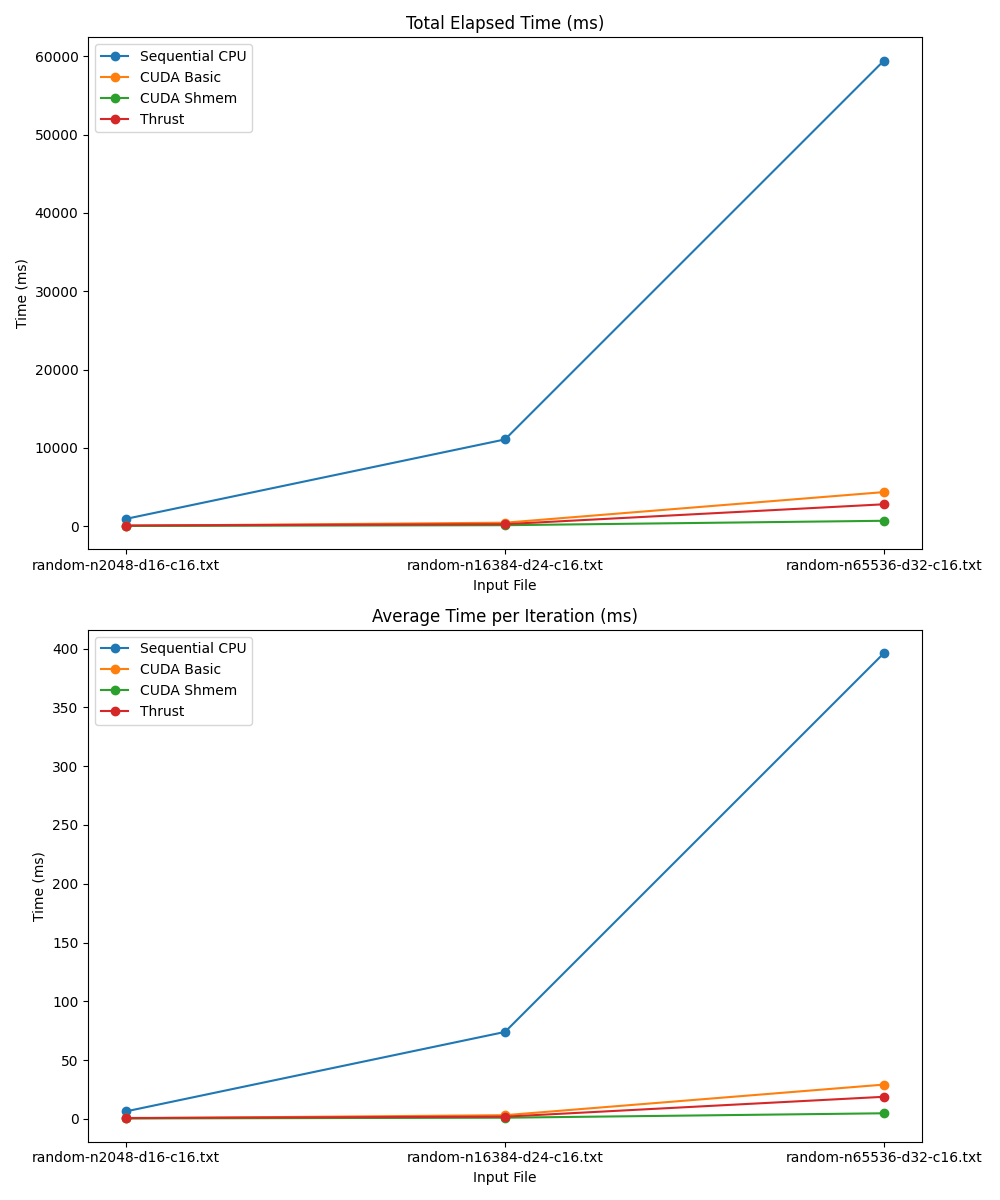 Total Elapsed Time (ms)
Sequential CPU
CUDA Basic
CUDA Shmem
Thrust
60000
50000
40000
30000
20000
10000
0
Time (ms)
random-n2048-d16-c16.txt
random-n16384-d24-c16.txt
random-n65536-d32-c16.txt
Input File
Average Time per Iteration (ms)
Sequential CPU
CUDA Basic
CUDA Shmem
Thrust
400
350
300
250
200
150
100
50
0
Time (ms)
random-n2048-d16-c16.txt
random-n16384-d24-c16.txt
random-n65536-d32-c16.txt
Input File